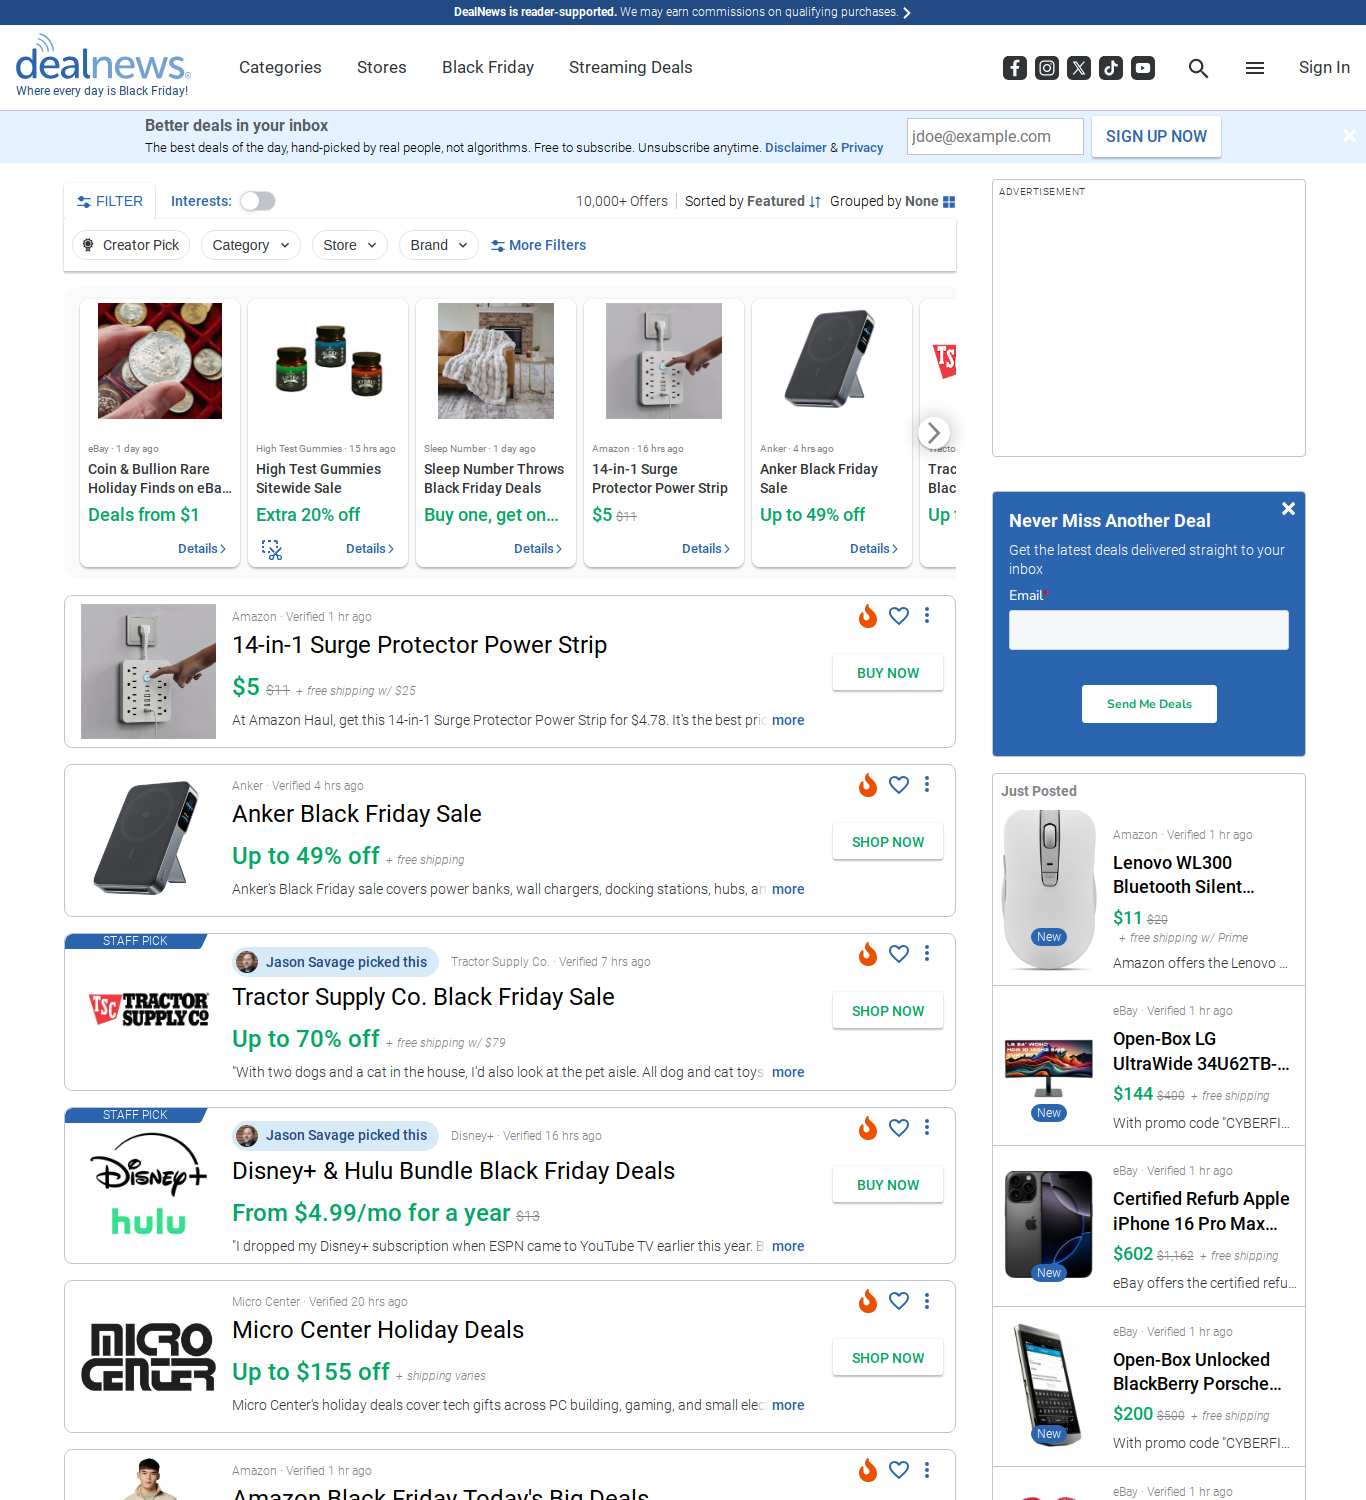 DealNews is reader-supported. We may earn commissions on qualifying purchases.
dealnews®
Where every day is Black Friday!
Categories
Stores
Black Friday
Streaming Deals
Sign In
Better deals in your inbox
The best deals of the day, hand-picked by real people, not algorithms. Free to subscribe. Unsubscribe anytime. Disclaimer & Privacy
jdoe@example.com
SIGN UP NOW
FILTER
Interests:
10,000+ Offers
Sorted by Featured
Grouped by None
Creator Pick
Category
Store
Brand
More Filters
eBay · 1 day ago
Coin & Bullion Rare
Holiday Finds on eBa...
Deals from $1
Details
High Test Gummies · 15 hrs ago
High Test Gummies
Sitewide Sale
Extra 20% off
Details
Sleep Number · 1 day ago
Sleep Number Throws
Black Friday Deals
Buy one, get on...
Details
Amazon · 16 hrs ago
14-in-1 Surge
Protector Power Strip
$5 $11
Details
Anker · 4 hrs ago
Anker Black Friday
Sale
Up to 49% off
Details
TS
Trac
Blac
Up
Amazon · Verified 1 hr ago
14-in-1 Surge Protector Power Strip
$5 $11 + free shipping w/ $25
At Amazon Haul, get this 14-in-1 Surge Protector Power Strip for $4.78. It's the best pric more
BUY NOW
Anker · Verified 4 hrs ago
Anker Black Friday Sale
Up to 49% off + free shipping
Anker's Black Friday sale covers power banks, wall chargers, docking stations, hubs, an more
SHOP NOW
STAFF PICK
TSC TRACTOR
SUPPLY CO
Jason Savage picked this
Tractor Supply Co. · Verified 7 hrs ago
Tractor Supply Co. Black Friday Sale
Up to 70% off + free shipping w/ $79
"With two dogs and a cat in the house, I'd also look at the pet aisle. All dog and cat toys more
SHOP NOW
STAFF PICK
Disney+
hulu
Jason Savage picked this
Disney+ · Verified 16 hrs ago
Disney+ & Hulu Bundle Black Friday Deals
From $4.99/mo for a year $13
"I dropped my Disney+ subscription when ESPN came to YouTube TV earlier this year. B more
BUY NOW
MICRO
CENTER
Micro Center · Verified 20 hrs ago
Micro Center Holiday Deals
Up to $155 off + shipping varies
Micro Center's holiday deals cover tech gifts across PC building, gaming, and small elec more
SHOP NOW
Amazon · Verified 1 hr ago
Amazon Black Friday Today's Big Deals
ADVERTISEMENT
Never Miss Another Deal
Get the latest deals delivered straight to your
inbox
Email*
Send Me Deals
Just Posted
New
Amazon · Verified 1 hr ago
Lenovo WL300
Bluetooth Silent...
$11 $20
+ free shipping w/ Prime
Amazon offers the Lenovo ...
New
eBay · Verified 1 hr ago
Open-Box LG
UltraWide 34U62TB-...
$144 $400 + free shipping
With promo code "CYBERFI...
New
eBay · Verified 1 hr ago
Certified Refurb Apple
iPhone 16 Pro Max...
$602 $1,162 + free shipping
eBay offers the certified refu...
New
eBay · Verified 1 hr ago
Open-Box Unlocked
BlackBerry Porsche...
$200 $500 + free shipping
With promo code "CYBERFI...
eBay · Verified 1 hr ago